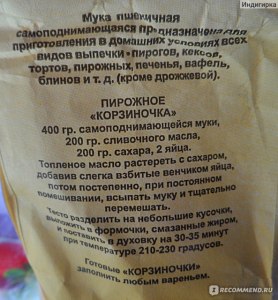 Индигирка
Мука пшеничная
самоподнимающаяся предназначена для
приготовления в домашних условиях всех
видов выпечки - пирогов, кексов,
тортов, пирожных, печенья, вафель,
блинов и т. д. (кроме дрожжевой).
ПИРОЖНОЕ
«КОРЗИНОЧКА»
400 гр. самоподнимающейся муки,
200 гр. сливочного масла,
200 гр. сахара, 2 яйца.
Топленое масло растереть с сахаром,
добавив слегка взбитые венчиком яйца,
потом постепенно, при постоянном
помешивании, всыпать муку и тщательно
перемешать.
Тесто разделить на небольшие кусочки,
выложить в формочки, смазанные жиром,
и поставить в духовку на 30-35 минут
при температуре 210-230 градусов.
Готовые «КОРЗИНОЧКИ»
заполнить любым вареньем.
IRECOMMEND.RU